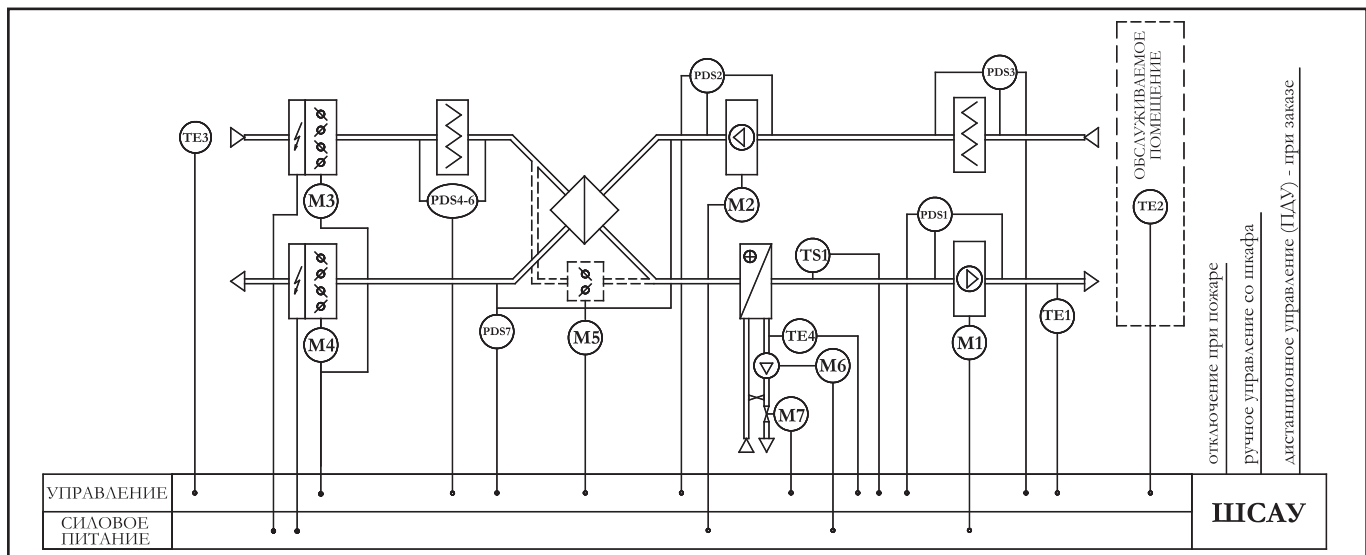 PDS2
PDS3
TE3
M3
PDS4-6
M2
ОБСЛУЖИВАЕМОЕ
ПОМЕЩЕНИЕ
TE2
PDS1
TS1
M4
PDS7
M5
TE4
M6
M7
M1
TE1
отключение при пожаре
ручное управление со шкафа
дистанционное управление (ПДУ) - при заказе
УПРАВЛЕНИЕ
СИЛОВОЕ
ПИТАНИЕ
ШСАУ